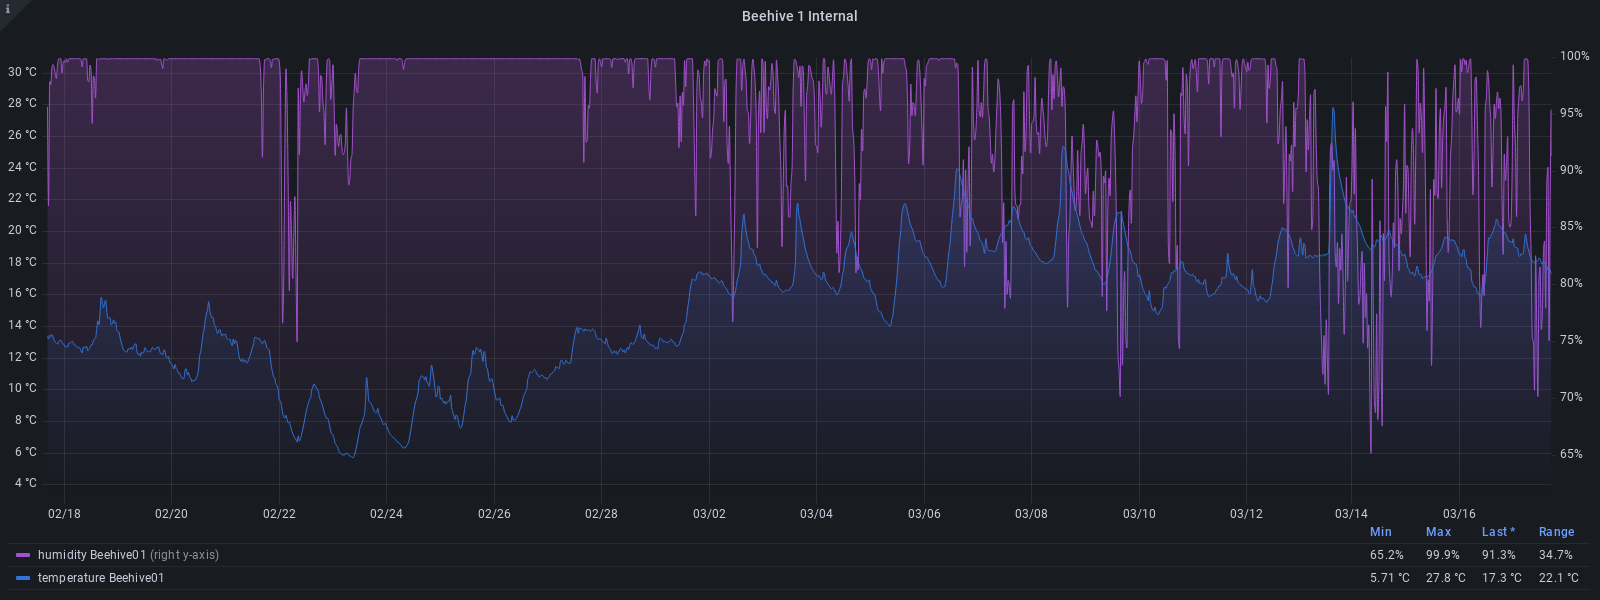 i
Beehive 1 Internal
30 °C
28 °C
26 °C
24 °C
22 °C
20 °C
18 °C
16 °C
14 °C
12 °C
10 °C
8 °C
6 °C
4 °C
100%
95%
90%
85%
80%
75%
70%
65%
02/18 02/20 02/22 02/24 02/26 02/28 03/02 03/04 03/06 03/08 03/10 03/12 03/14 03/16
Min Max Last * Range
humidity Beehive01 (right y-axis) 65.2% 99.9% 91.3% 34.7%
temperature Beehive01 5.71 °C 27.8 °C 17.3 °C 22.1 °C